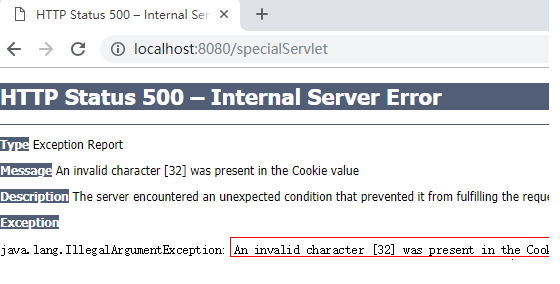 HTTP Status 500 – Internal Ser
localhost:8080/specialServlet
HTTP Status 500 – Internal Server Error
Type Exception Report
Message An invalid character [32] was present in the Cookie value
Description The server encountered an unexpected condition that prevented it from fulfilling the reque
Exception
java.lang.IllegalArgumentException: An invalid character [32] was present in the Cook